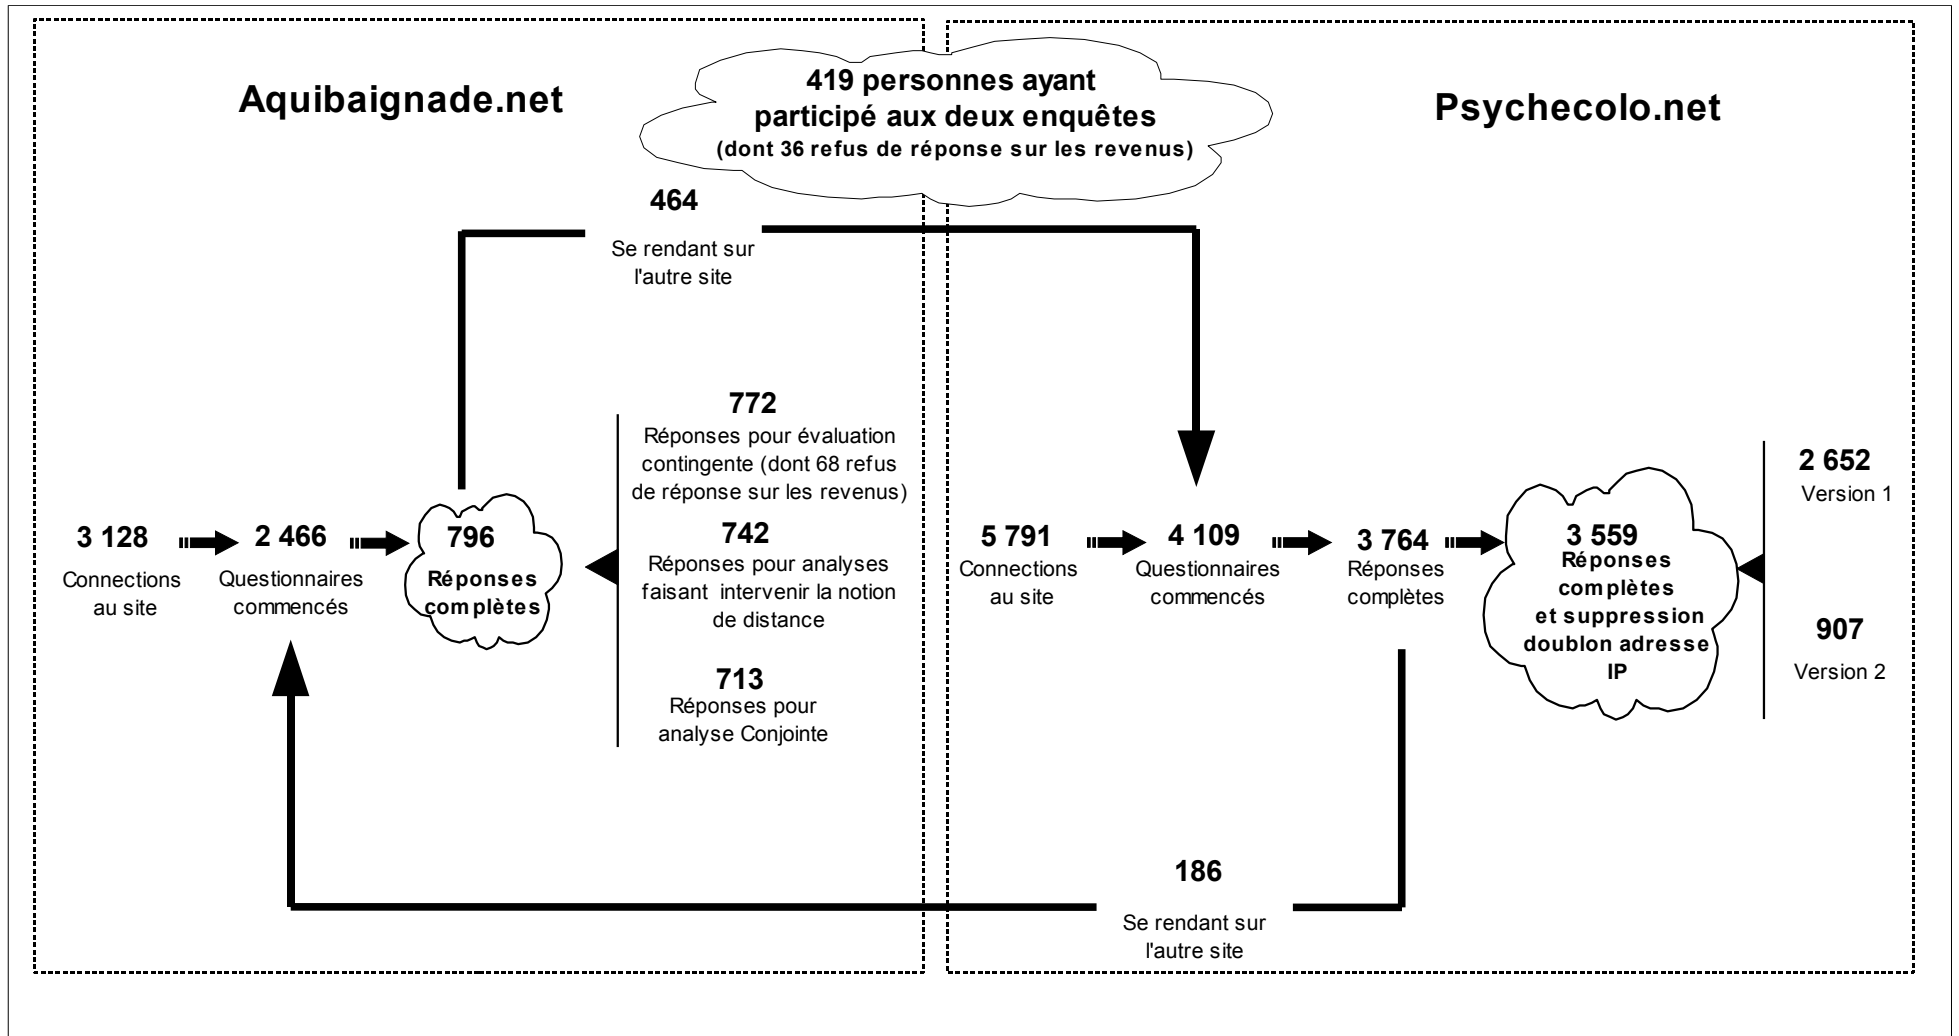 Aquibaignade.net
419 personnes ayant
participé aux deux enquêtes
(dont 36 refus de réponse sur les revenus)
Psychecolo.net
464
Se rendant sur
l'autre site
3 128
Connections
au site
2 466
Questionnaires
commencés
796
Réponses
complètes
772
Réponses pour évaluation
contingente (dont 68 refus
de réponse sur les revenus)
742
Réponses pour analyses
faisant intervenir la notion
de distance
713
Réponses pour
analyse Conjointe
5 791
Connections
au site
4 109
Questionnaires
commencés
3 764
Réponses
complètes
3 559
Réponses
complètes
et suppression
doublon adresse
IP
2 652
Version 1
907
Version 2
186
Se rendant sur
l'autre site